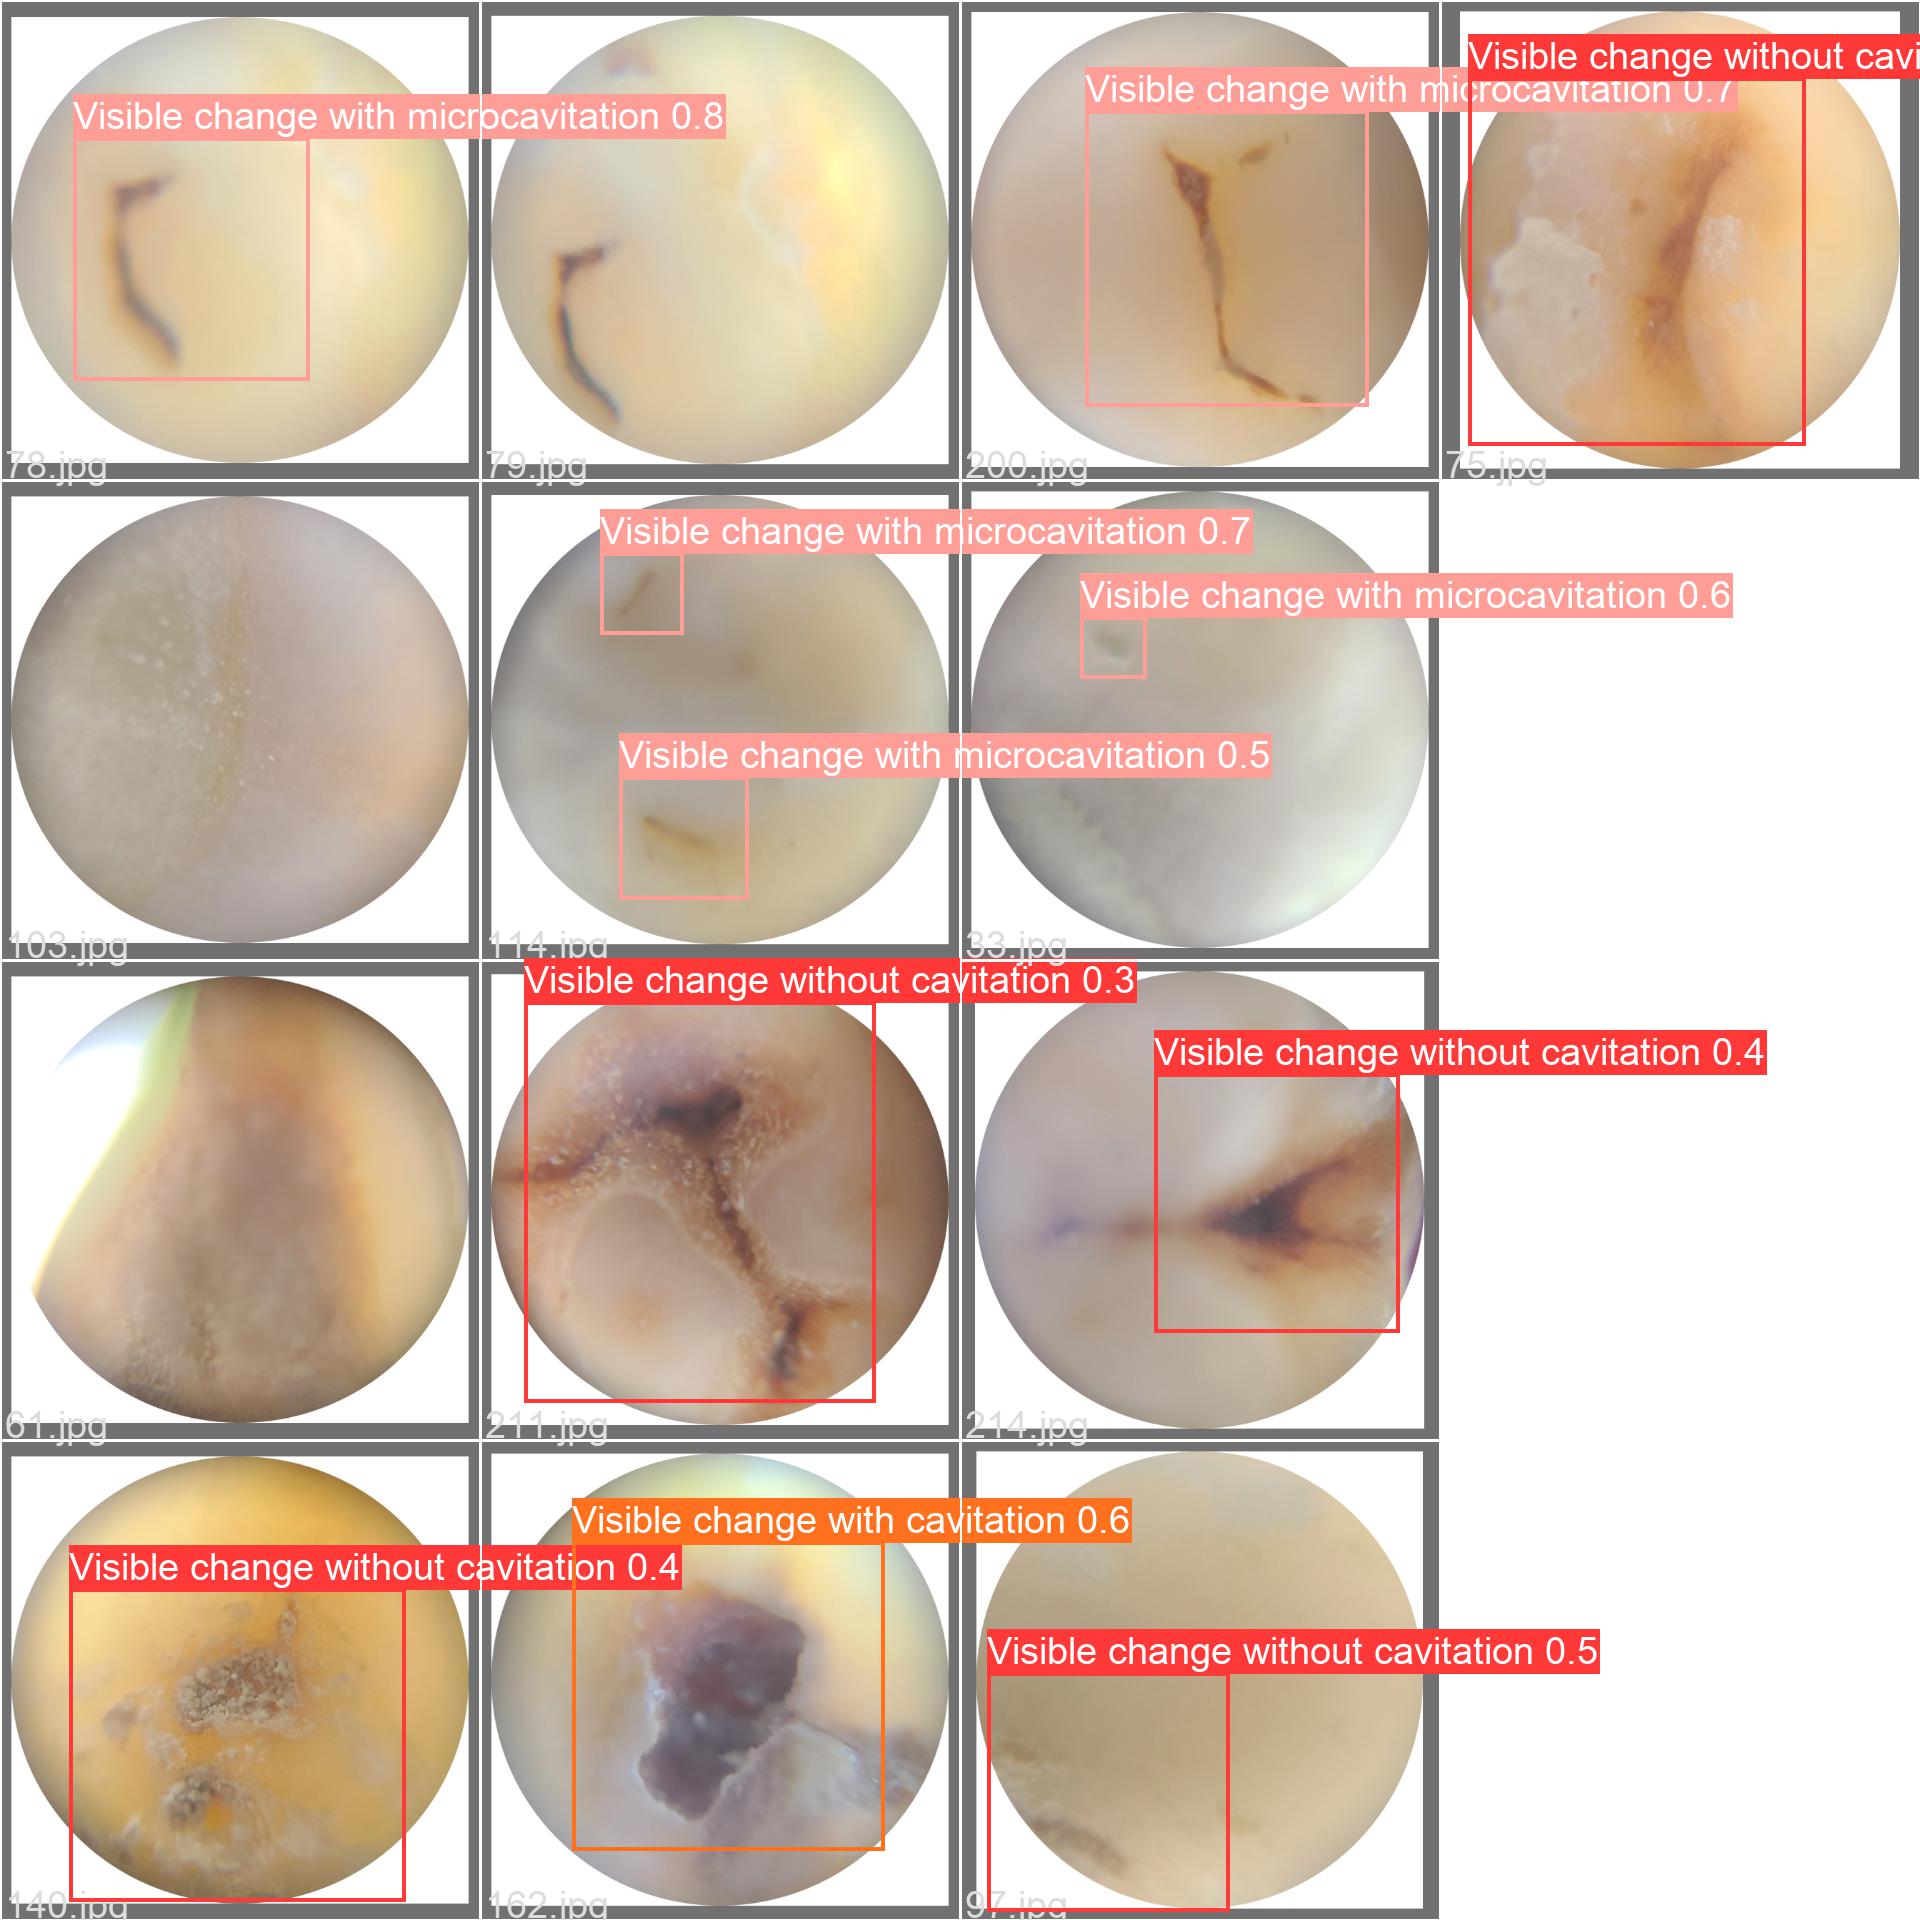 Visible change without cavi
Visible change with microcavitation 0.8
Visible change with microcavitation 0.7
78.jpg
79.jpg
200.jpg
75.jpg
Visible change with microcavitation 0.7
Visible change with microcavitation 0.6
Visible change with microcavitation 0.5
103.jpg
114.jpg
33.jpg
Visible change without cavitation 0.3
Visible change without cavitation 0.4
61.jpg
211.jpg
214.jpg
Visible change with cavitation 0.6
Visible change without cavitation 0.4
Visible change without cavitation 0.5
140.jpg
162.jpg
97.jpg